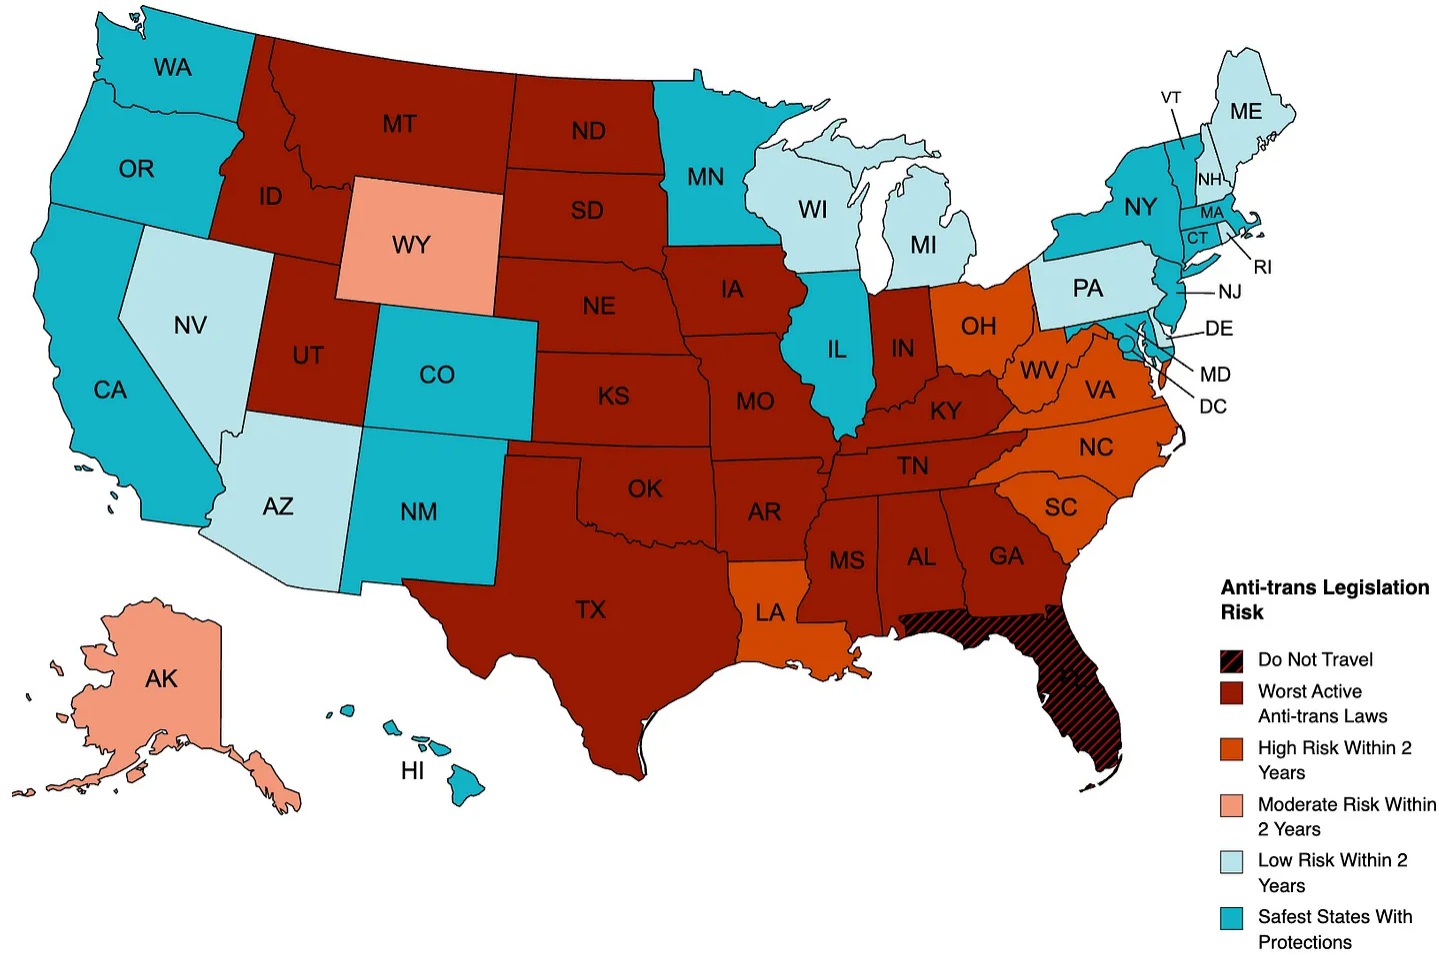 WA
OR
CA
NV
ID
MT
WY
UT
AZ
CO
NM
ND
SD
NE
KS
OK
TX
MN
IA
MO
AR
LA
WI
IL
MI
IN
OH
KY
TN
MS
AL
GA
WV
VA
NC
SC
PA
NY
VT
NH
ME
MA
CT
RI
NJ
DE
MD
DC
AK
HI
Anti-trans Legislation
Risk
Do Not Travel
Worst Active
Anti-trans Laws
High Risk Within 2
Years
Moderate Risk Within
2 Years
Low Risk Within 2
Years
Safest States With
Protections